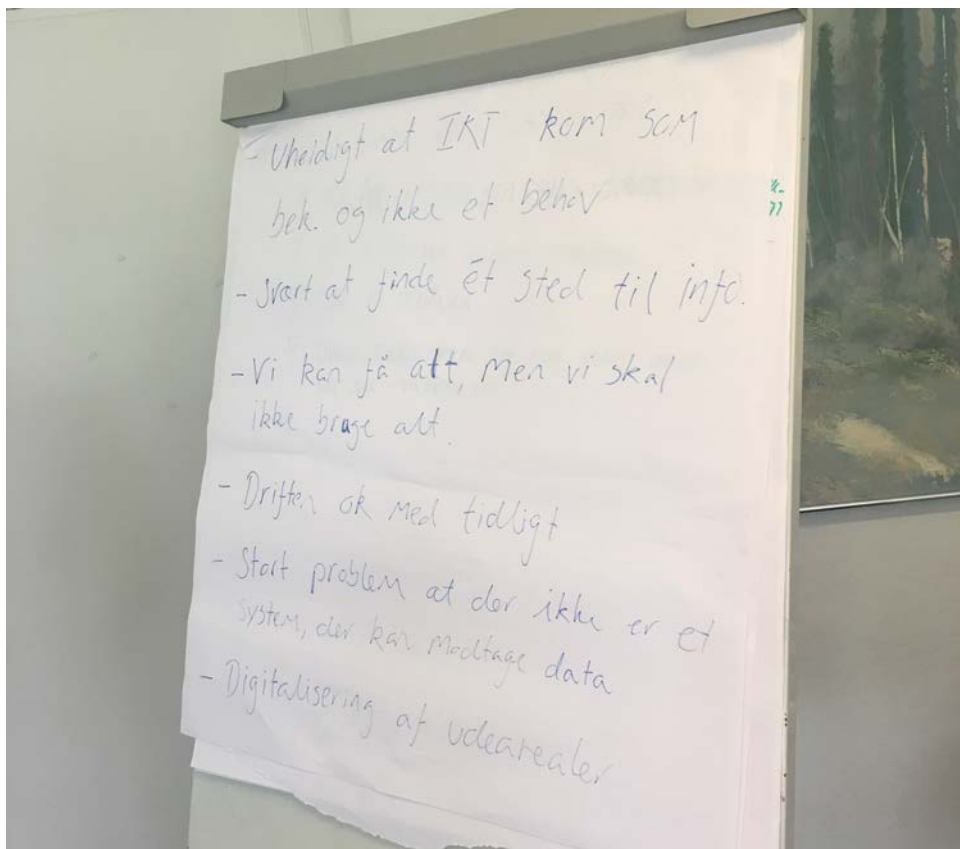 - Uheldigt at IKT kom som
bek. og ikke et behov
- Svært at finde ét sted til info.
- Vi kan få alt, men vi skal
ikke bruge alt.
- Driften ok med tidligt
- Stort problem at der ikke er et
system, der kan modtage data
- Digitalisering af udearealer